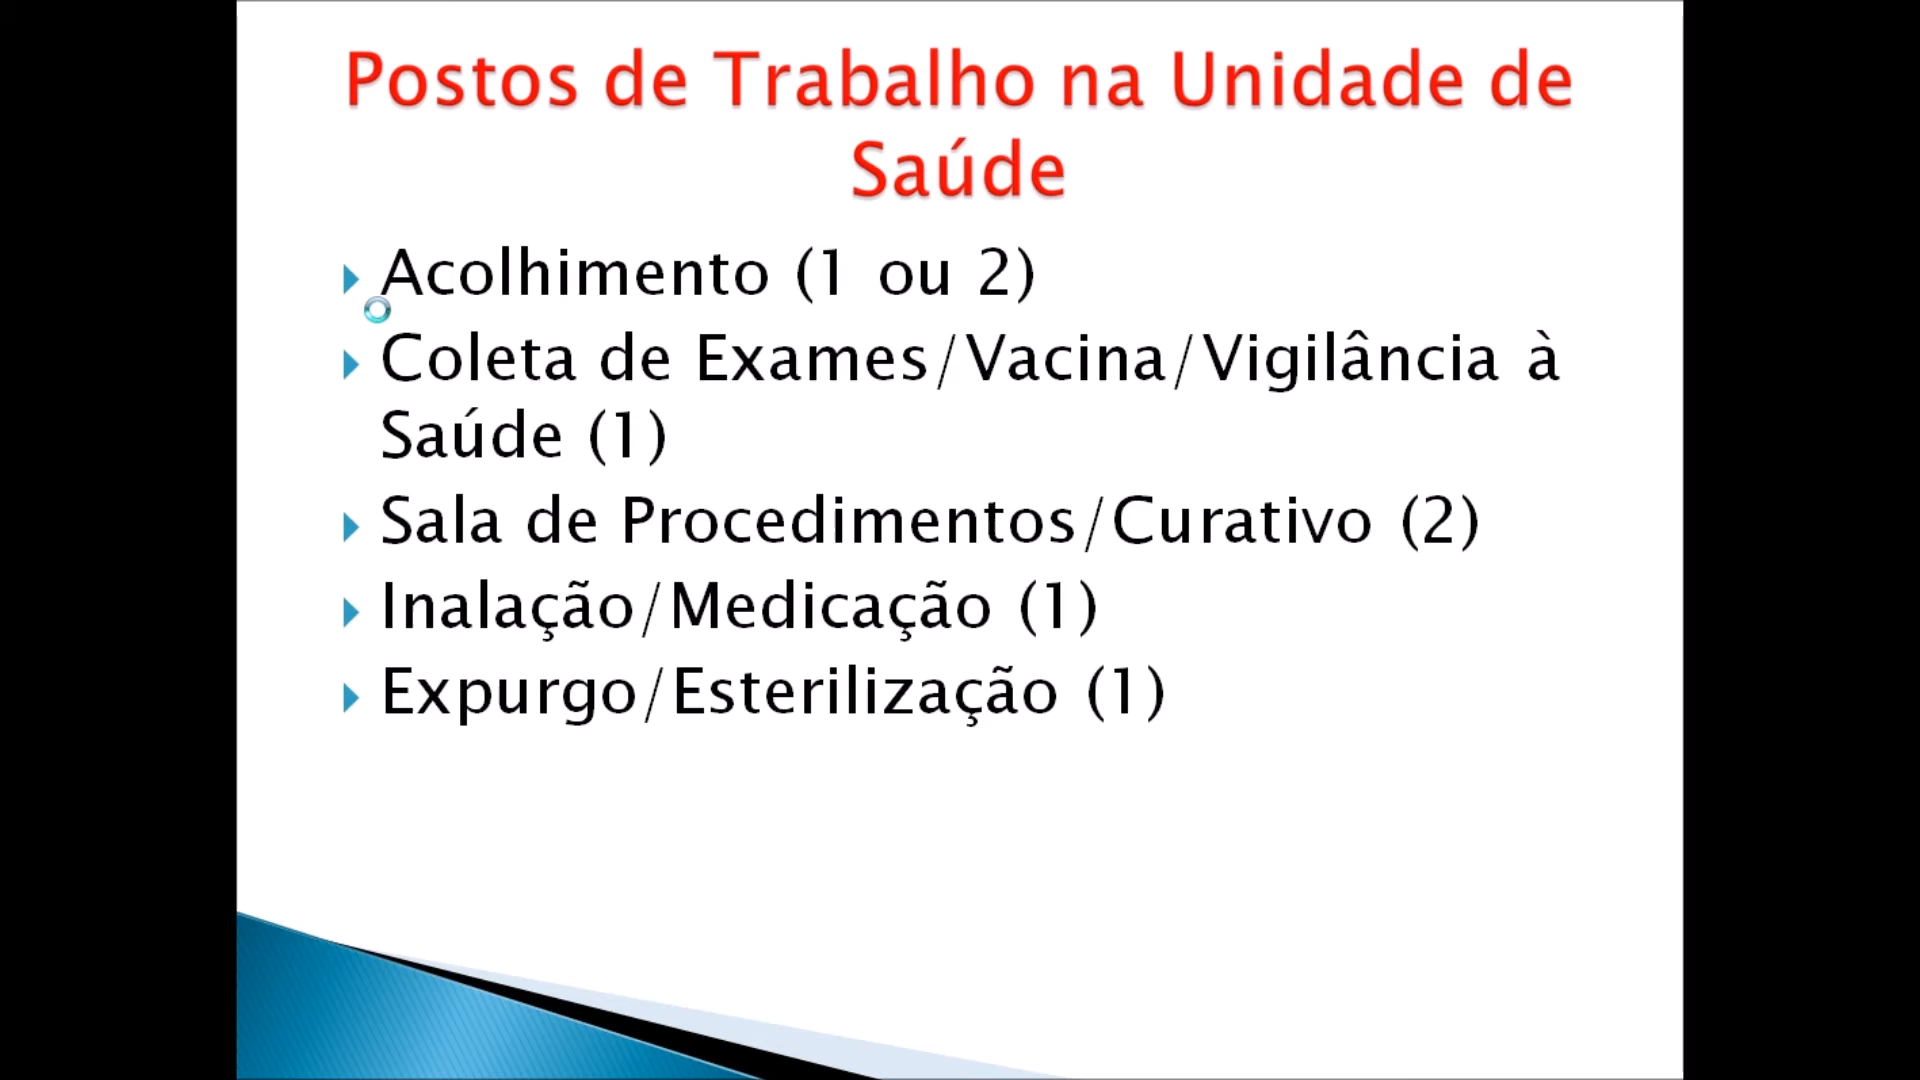 Postos de Trabalho na Unidade de
Saúde
Acolhimento (1 ou 2)
Coleta de Exames/Vacina/Vigilância à
Saúde (1)
Sala de Procedimentos/Curativo (2)
Inalação/Medicação (1)
Expurgo/Esterilização (1)